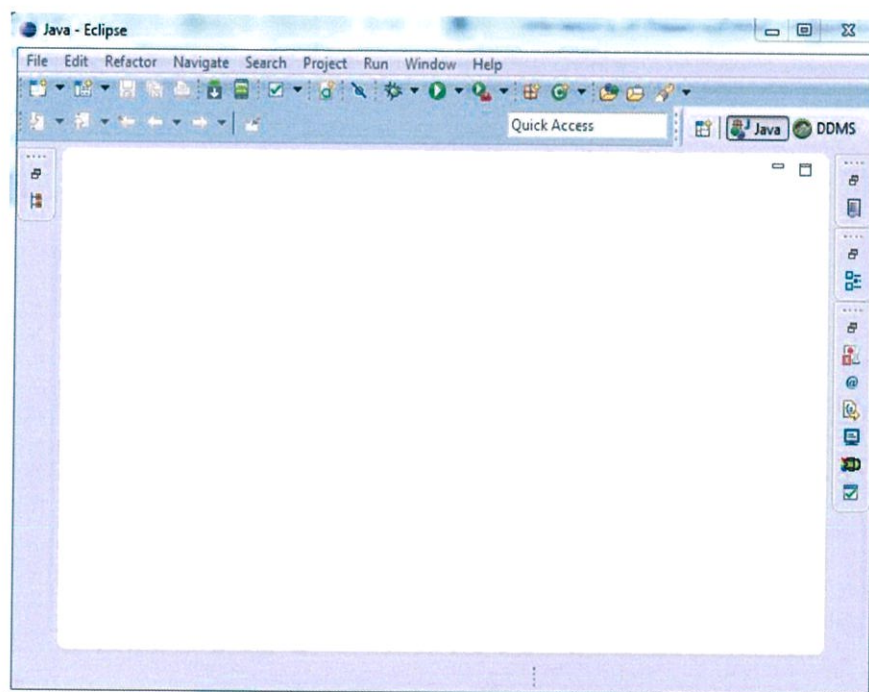 Java - Eclipse
File Edit Refactor Navigate Search Project Run Window Help
Quick Access Java DDMS